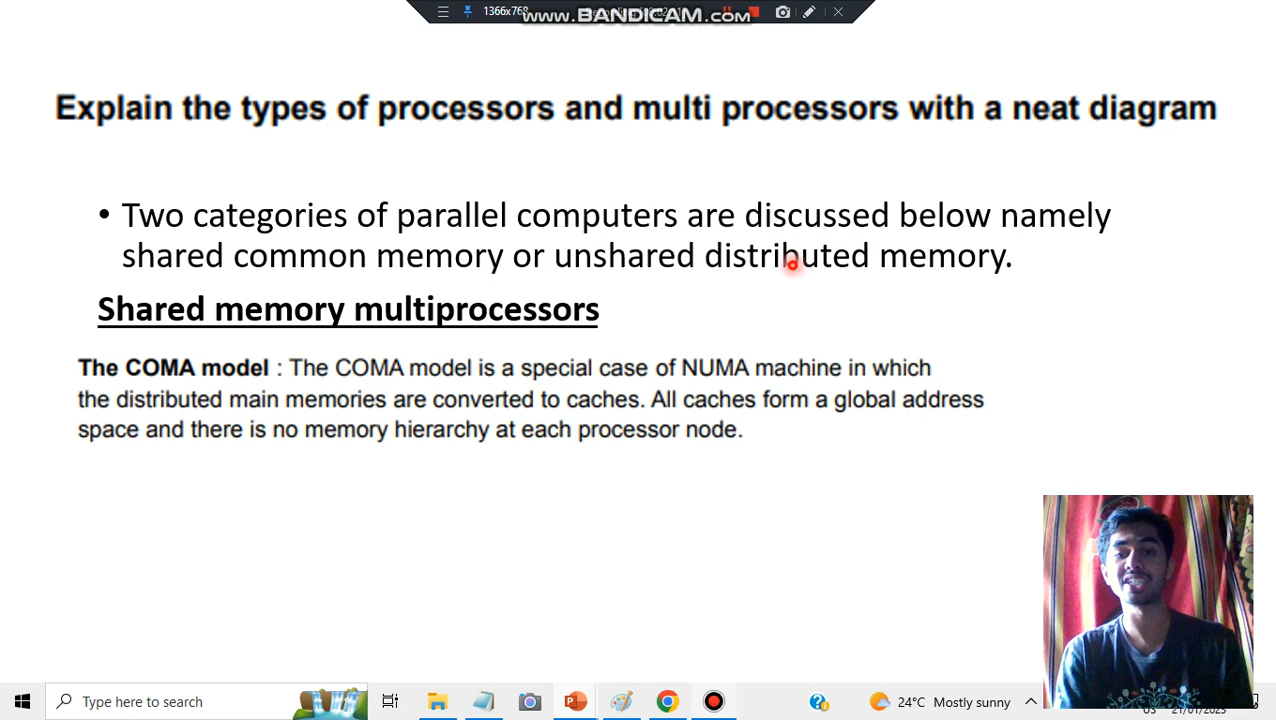 1366x768
www.BANDICAM.com
Explain the types of processors and multi processors with a neat diagram
• Two categories of parallel computers are discussed below namely
shared common memory or unshared distributed memory.
Shared memory multiprocessors
The COMA model : The COMA model is a special case of NUMA machine in which
the distributed main memories are converted to caches. All caches form a global address
space and there is no memory hierarchy at each processor node.
Type here to search
24°C Mostly sunny
21/01/2023